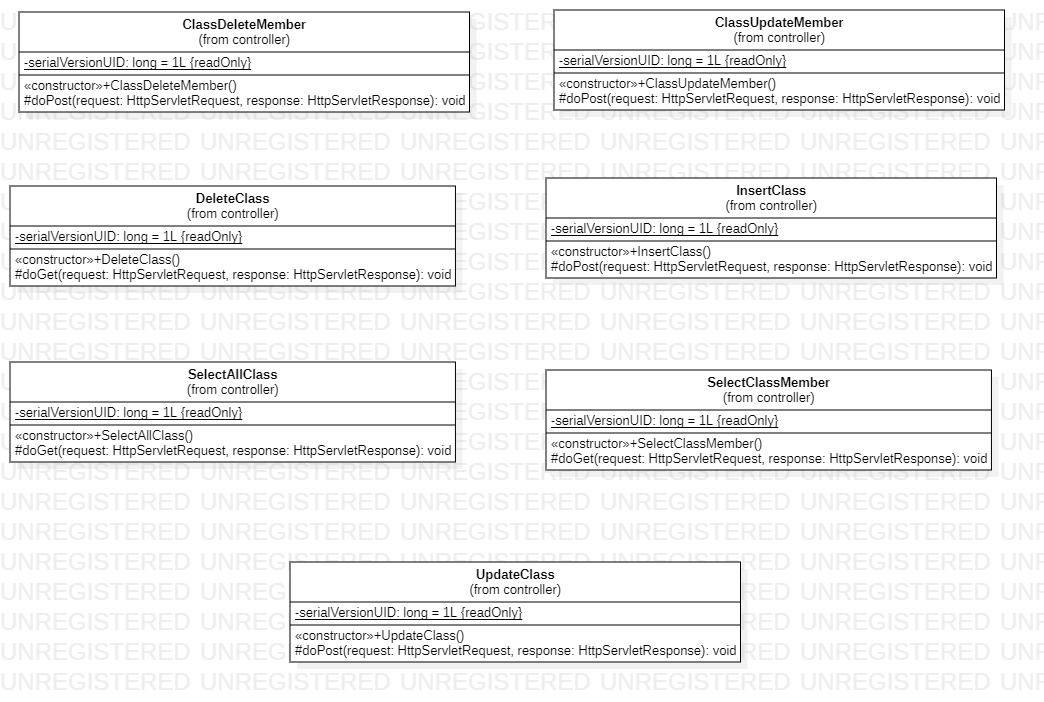 ClassDeleteMember
(from controller)
-serialVersionUID: long = 1L {readOnly}
«constructor»+ClassDeleteMember()
#doPost(request: HttpServletRequest, response: HttpServletResponse): void
ClassUpdateMember
(from controller)
-serialVersionUID: long = 1L {readOnly}
«constructor»+ClassUpdateMember()
#doPost(request: HttpServletRequest, response: HttpServletResponse): void
DeleteClass
(from controller)
-serialVersionUID: long = 1L {readOnly}
«constructor»+DeleteClass()
#doGet(request: HttpServletRequest, response: HttpServletResponse): void
InsertClass
(from controller)
-serialVersionUID: long = 1L {readOnly}
«constructor»+InsertClass()
#doPost(request: HttpServletRequest, response: HttpServletResponse): void
SelectAllClass
(from controller)
-serialVersionUID: long = 1L {readOnly}
«constructor»+SelectAllClass()
#doGet(request: HttpServletRequest, response: HttpServletResponse): void
SelectClassMember
(from controller)
-serialVersionUID: long = 1L {readOnly}
«constructor»+SelectClassMember()
#doGet(request: HttpServletRequest, response: HttpServletResponse): void
UpdateClass
(from controller)
-serialVersionUID: long = 1L {readOnly}
«constructor»+UpdateClass()
#doPost(request: HttpServletRequest, response: HttpServletResponse): void
UNREGISTERED UNREGISTERED UNREGISTERED UNREGISTERED UNREGISTERED